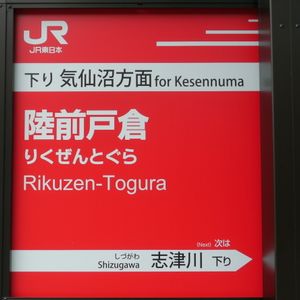 JR
JR東日本
下り 気仙沼方面 for Kesennuma
陸前戸倉
りくぜんとぐら
Rikuzen-Togura
(Next) 次は
しづがわ
Shizugawa 志津川 下り